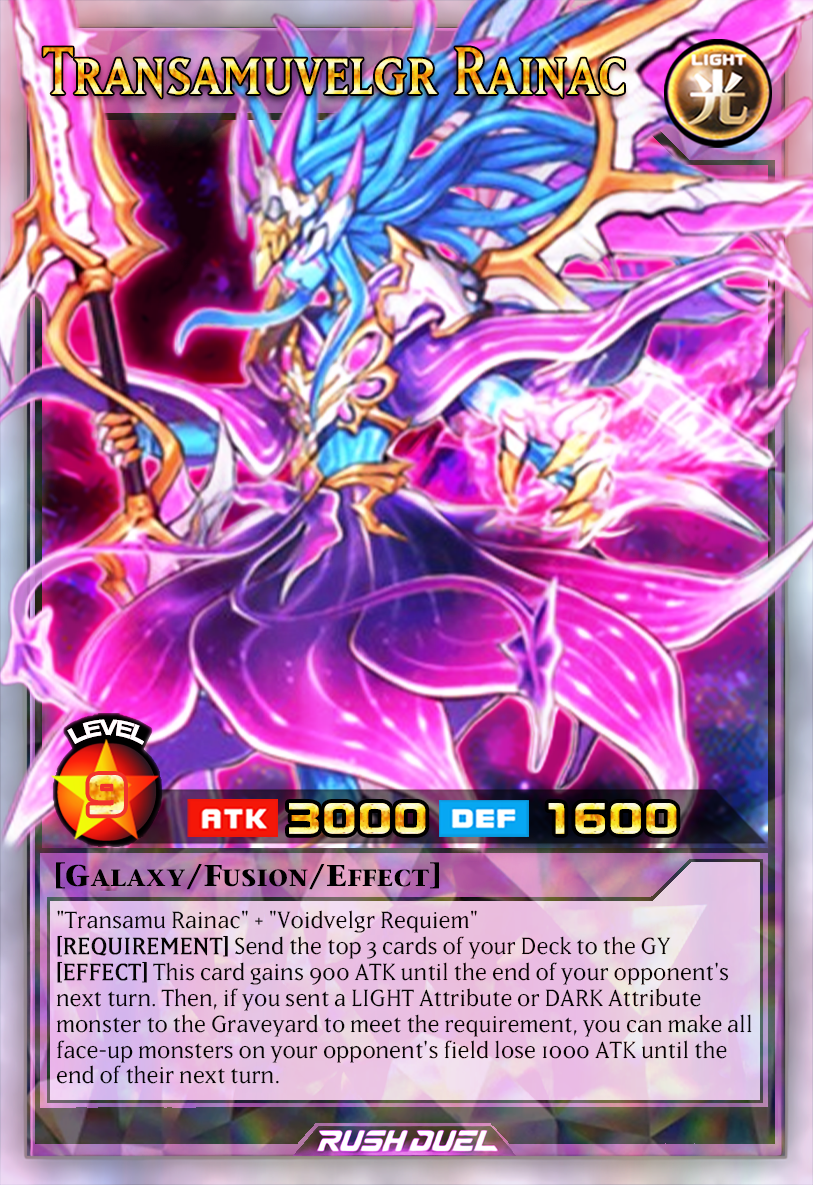 Transamuvelgr Rainac
LIGHT
光
LEVEL
9
ATK 3000 DEF 1600
[Galaxy/Fusion/Effect]
"Transamu Rainac" + "Voidvelgr Requiem"
[REQUIREMENT] Send the top 3 cards of your Deck to the GY
[EFFECT] This card gains 900 ATK until the end of your opponent's
next turn. Then, if you sent a LIGHT Attribute or DARK Attribute
monster to the Graveyard to meet the requirement, you can make all
face-up monsters on your opponent's field lose 1000 ATK until the
end of their next turn.
RUSH DUEL